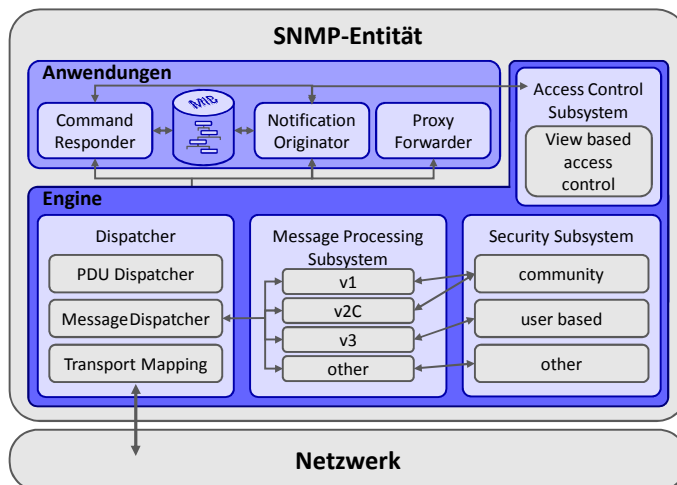 SNMP-Entität
Anwendungen
Command
Responder
MIB
Notification
Originator
Proxy
Forwarder
Access Control
Subsystem
View based
access
control
Engine
Dispatcher
PDU Dispatcher
MessageDispatcher
Transport Mapping
Message Processing
Subsystem
v1
v2C
v3
other
Security Subsystem
community
user based
other
Netzwerk